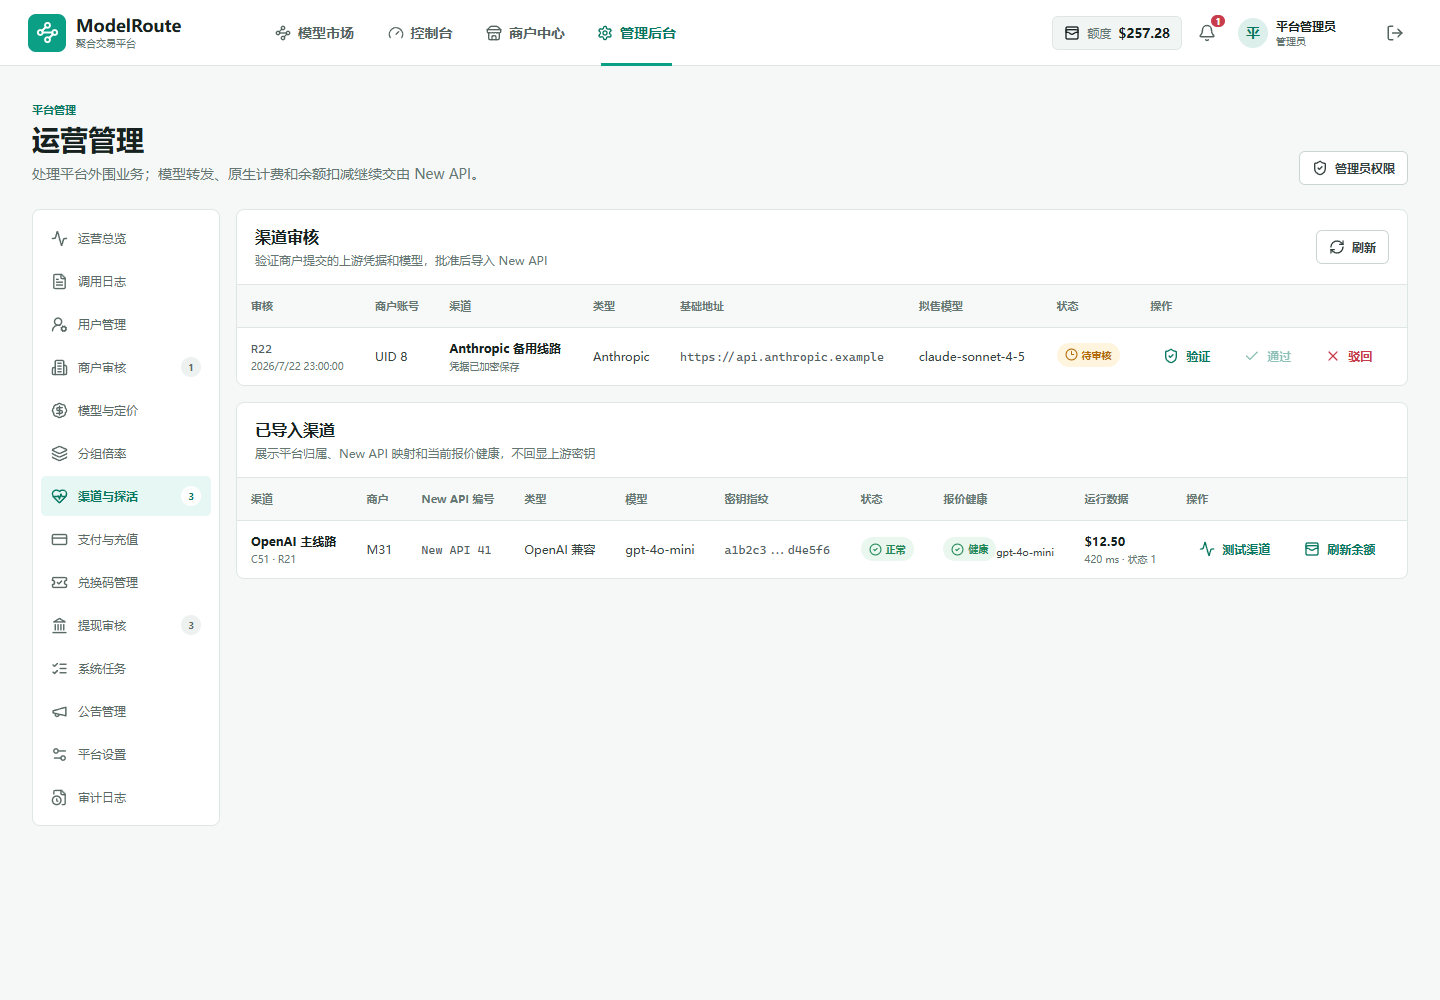 ModelRoute
聚合交易平台
模型市场
控制台
商户中心
管理后台
额度 $257.28
1
平
平台管理员
管理员
平台管理
运营管理
处理平台外围业务；模型转发、原生计费和余额扣减继续交由 New API。
管理员权限
运营总览
调用日志
用户管理
商户审核 1
模型与定价
分组倍率
渠道与探活 3
支付与充值
兑换码管理
提现审核 3
系统任务
公告管理
平台设置
审计日志
渠道审核
验证商户提交的上游凭据和模型，批准后导入 New API
刷新
审核 商户账号 渠道 类型 基础地址 拟售模型 状态 操作
R22
2026/7/22 23:00:00
UID 8
Anthropic 备用线路
凭据已加密保存
Anthropic
https://api.anthropic.example
claude-sonnet-4-5
待审核
验证
通过
驳回
已导入渠道
展示平台归属、New API 映射和当前报价健康，不回显上游密钥
渠道 商户 New API 编号 类型 模型 密钥指纹 状态 报价健康 运行数据 操作
OpenAI 主线路
C51 · R21
M31
New API 41
OpenAI 兼容
gpt-4o-mini
a1b2c3...d4e5f6
正常
健康 gpt-4o-mini
$12.50
420 ms · 状态 1
测试渠道
刷新余额